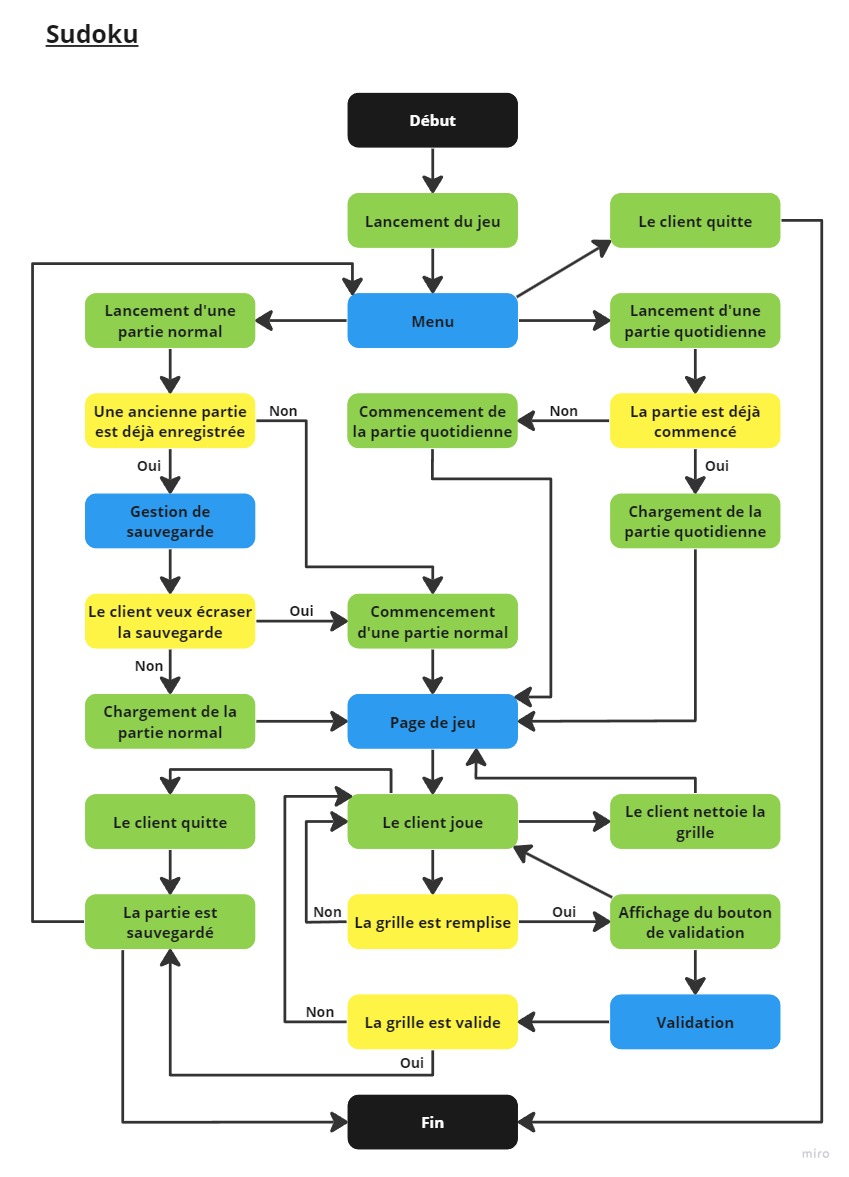 Sudoku
Début
Lancement du jeu
Le client quitte
Lancement d'une
partie normal
Menu
Lancement d'une
partie quotidienne
Une ancienne partie
est déjà enregistrée
Non
Commencement de
la partie quotidienne
Non
La partie est déjà
commencé
Oui
Oui
Gestion de
sauvegarde
Chargement de la
partie quotidienne
Le client veux écraser
la sauvegarde
Oui
Commencement
d'une partie normal
Non
Chargement de la
partie normal
Page de jeu
Le client quitte
Le client joue
Le client nettoie la
grille
La partie est
sauvegardé
Non
La grille est remplise
Oui
Affichage du bouton
de validation
Non
La grille est valide
Validation
Oui
Fin
miro